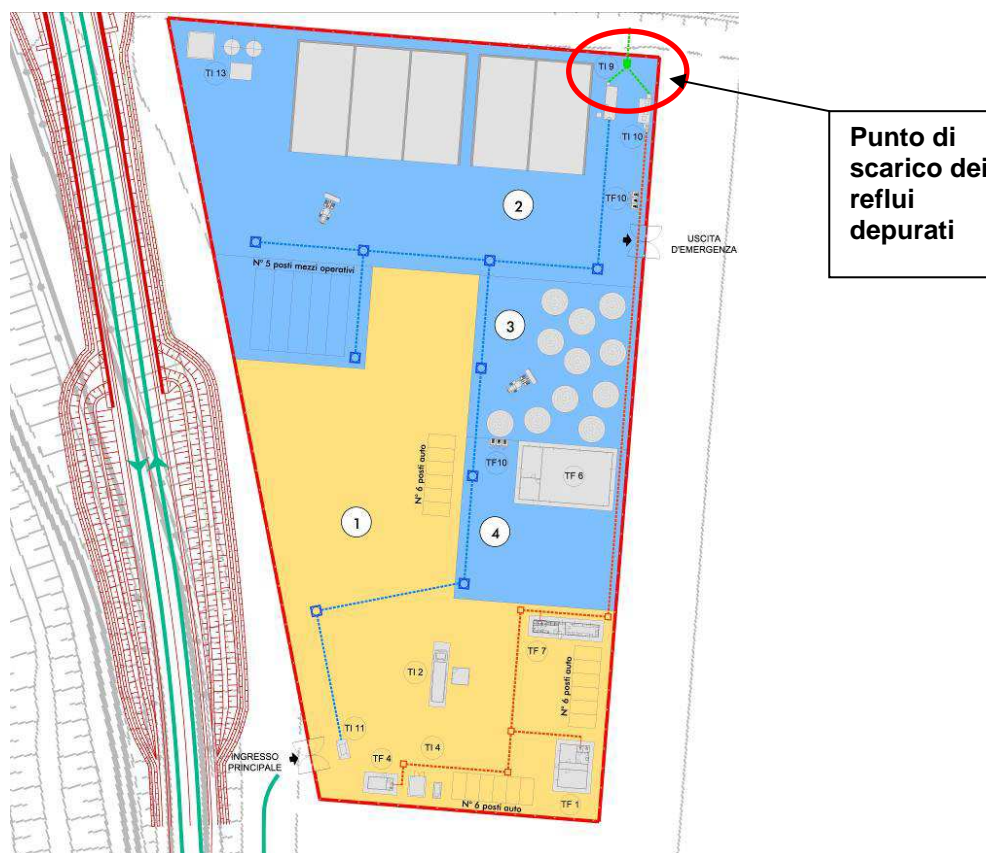 TI 9
TI 13
TI 10
Punto di
scarico dei
reflui
depurati
2
TF10
USCITA
D'EMERGENZA
N° 5 posti mezzi operativi
3
N° 6 posti auto
TF10
TF 6
1
4
TF 7
N° 6 posti auto
TI 2
TI 11
TI 4
INGRESSO
PRINCIPALE
TF 4
N° 6 posti auto
TF 1